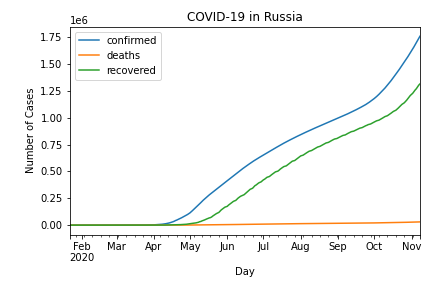 COVID-19 in Russia
1e6
confirmed
deaths
recovered
1.75
1.50
1.25
1.00
0.75
0.50
0.25
0.00
Number of Cases
Feb Mar Apr May Jun Jul Aug Sep Oct Nov
2020
Day